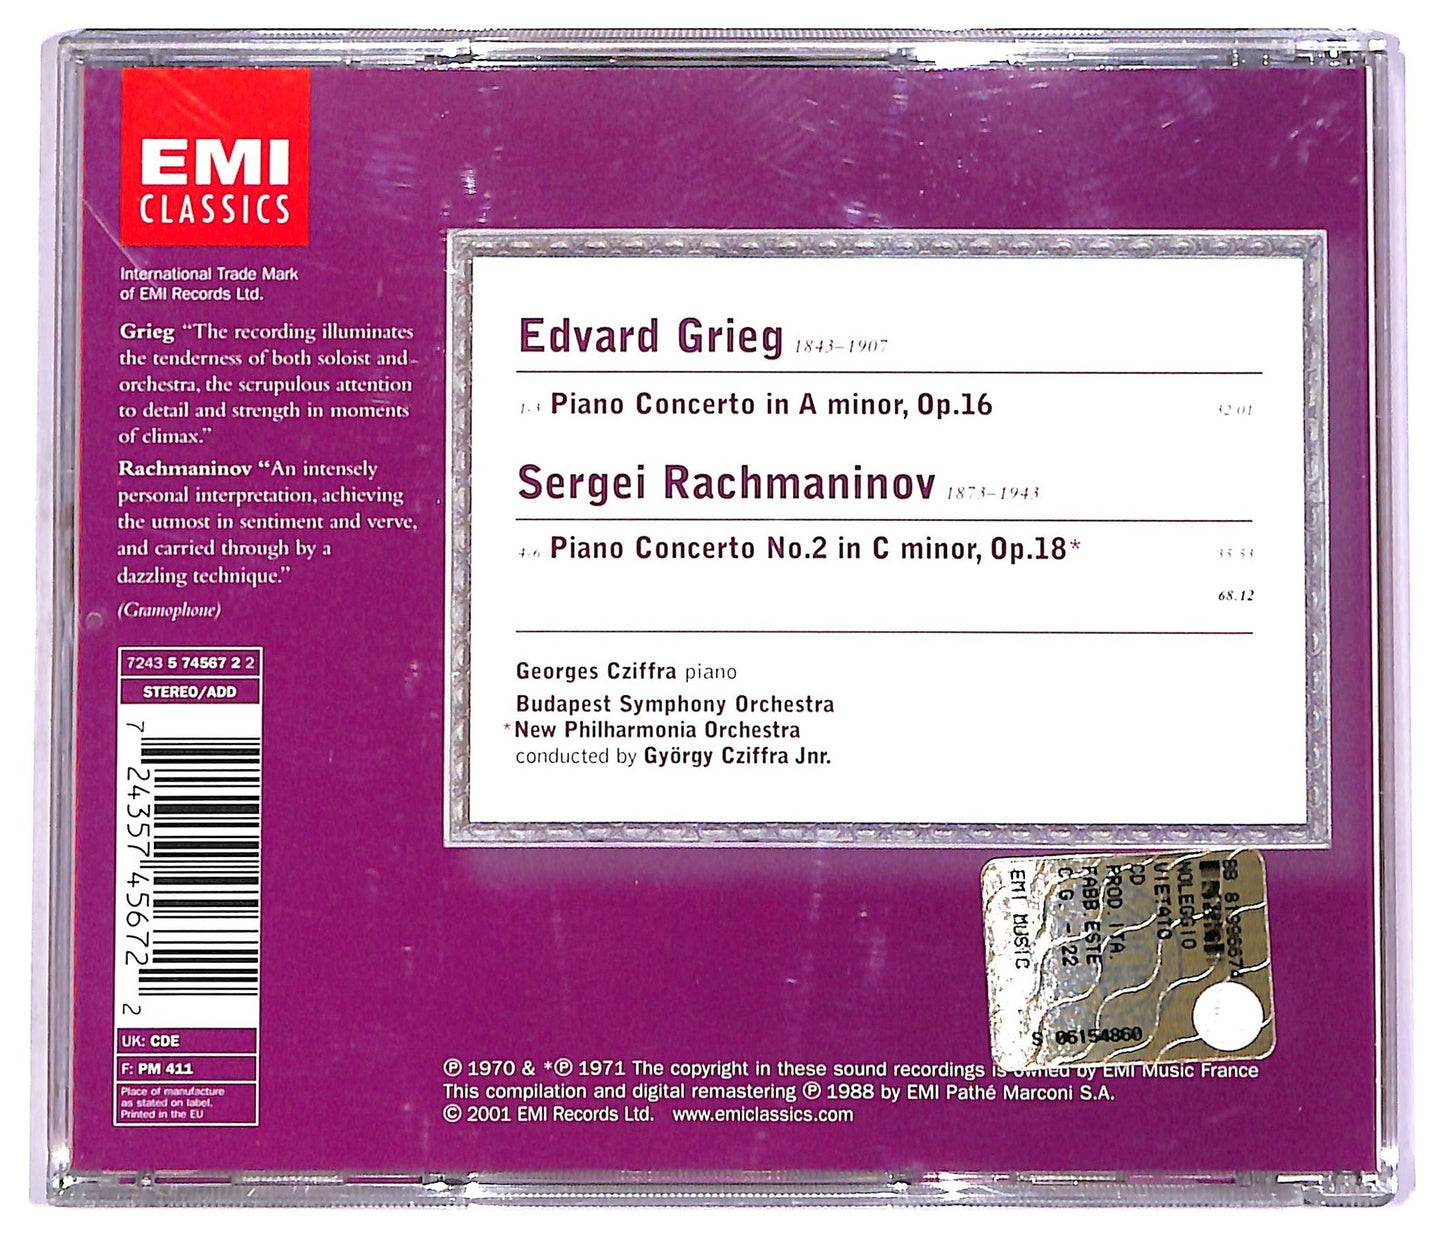 EMI
CLASSICS
International Trade Mark
of EMI Records Ltd.
Grieg “The recording illuminates
the tenderness of both soloist and
orchestra, the scrupulous attention
to detail and strength in moments
of climax.”
Rachmaninov “An intensely
personal interpretation, achieving
the utmost in sentiment and verve,
and carried through by a
dazzling technique.”
(Gramophone)
7243 5 74567 2 2
STEREO/ADD
7 24357 45672 2
UK: CDE
F: PM 411
Place of manufacture
as stated on label.
Printed in the EU
Edvard Grieg 1843–1907
1-3 Piano Concerto in A minor, Op.16 32.01
Sergei Rachmaninov 1873–1943
4-6 Piano Concerto No.2 in C minor, Op.18* 35.53
68.12
Georges Cziffra piano
Budapest Symphony Orchestra
*New Philharmonia Orchestra
conducted by György Cziffra Jnr.
NOLEGGIO
VIETATO
CD
PROD. ITA.
FABB.ESTE
C.G. -22
EMI MUSIC
S 06154860
℗ 1970 & *℗ 1971 The copyright in these sound recordings is owned by EMI Music France
This compilation and digital remastering ℗ 1988 by EMI Pathé Marconi S.A.
© 2001 EMI Records Ltd. www.emiclassics.com